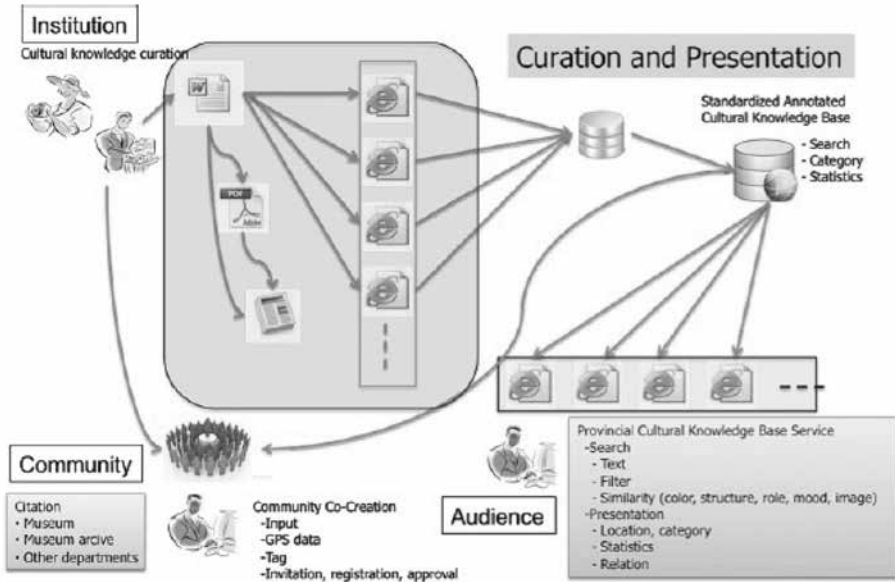 Institution
Cultural knowledge curation
W
PDF
Adobe
Curation and Presentation
Standardized Annotated
Cultural Knowledge Base
- Search
- Category
- Statistics
Community
Citation
• Museum
• Museum arcive
• Other departments
Community Co-Creation
-Input
-GPS data
-Tag
-Invitation, registration, approval
Audience
Provincial Cultural Knowledge Base Service
-Search
- Text
- Filter
- Similarity (color, structure, role, mood, image)
-Presentation
- Location, category
- Statistics
- Relation